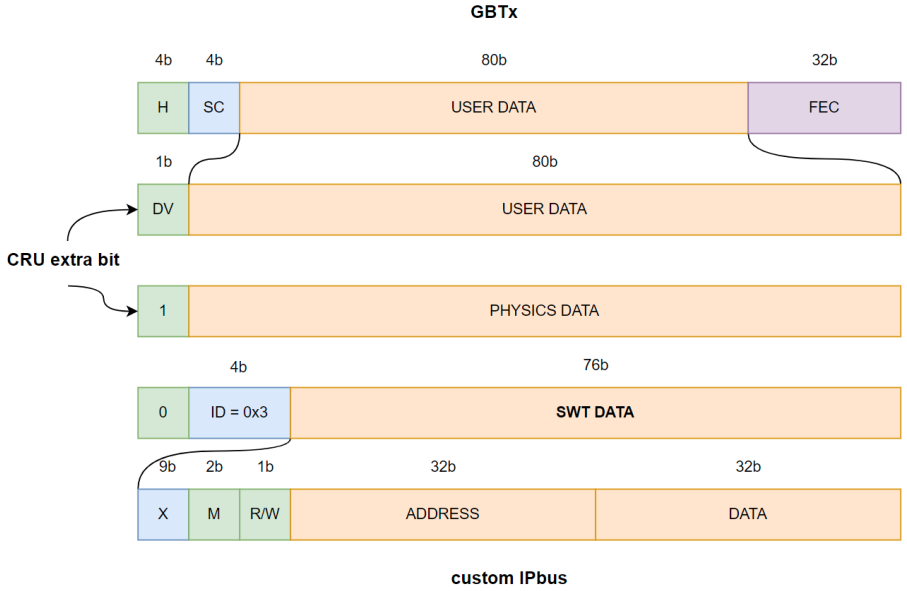 GBTx
4b 4b 80b 32b
H SC USER DATA FEC
1b 80b
DV USER DATA
CRU extra bit
1 PHYSICS DATA
4b 76b
0 ID = 0x3 SWT DATA
9b 2b 1b 32b 32b
X M R/W ADDRESS DATA
custom IPbus